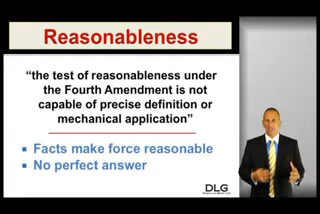 Reasonableness
“the test of reasonableness under
the Fourth Amendment is not
capable of precise definition or
mechanical application”
Facts make force reasonable
No perfect answer
DLG